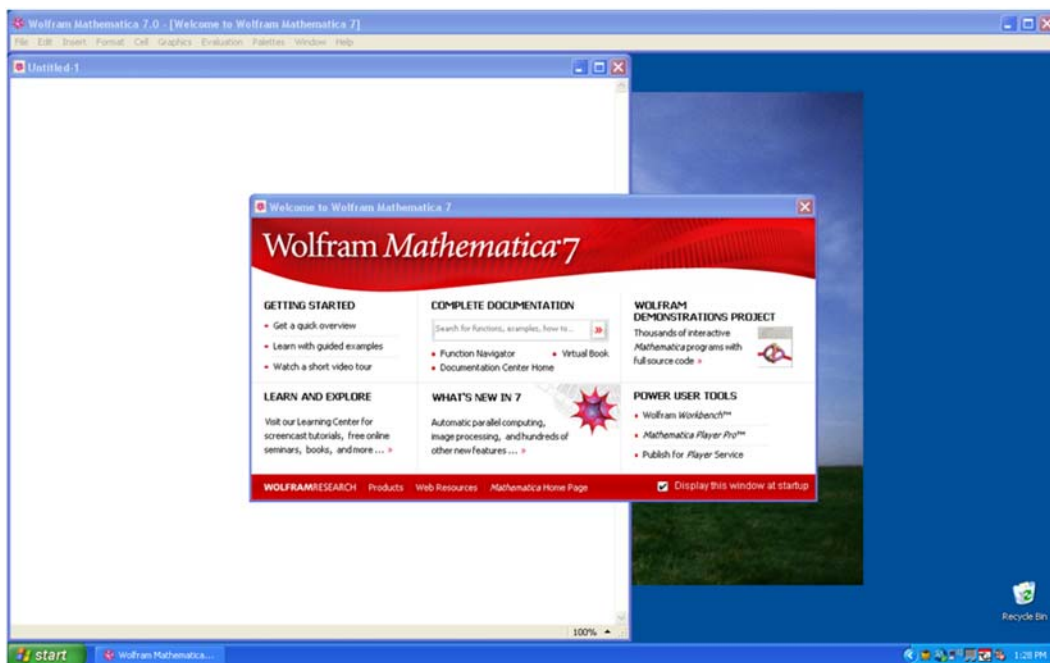 Wolfram Mathematica 7.0 - [Welcome to Wolfram Mathematica 7]
File Edit Insert Format Cell Graphics Evaluation Palettes Window Help
Untitled-1
Welcome to Wolfram Mathematica 7
Wolfram Mathematica 7
GETTING STARTED
• Get a quick overview
• Learn with guided examples
• Watch a short video tour
COMPLETE DOCUMENTATION
Search for functions, examples, how to... »
• Function Navigator • Virtual Book
• Documentation Center Home
WOLFRAM
DEMONSTRATIONS PROJECT
Thousands of interactive
Mathematica programs with
full source code »
LEARN AND EXPLORE
Visit our Learning Center for
screencast tutorials, free online
seminars, books, and more ... »
WHAT'S NEW IN 7
Automatic parallel computing,
image processing, and hundreds of
other new features ... »
POWER USER TOOLS
• Wolfram Workbench™
• Mathematica Player Pro™
• Publish for Player Service
WOLFRAMRESEARCH Products Web Resources Mathematica Home Page Display this window at startup
100%
Recycle Bin
start Wolfram Mathematica... 1:28 PM